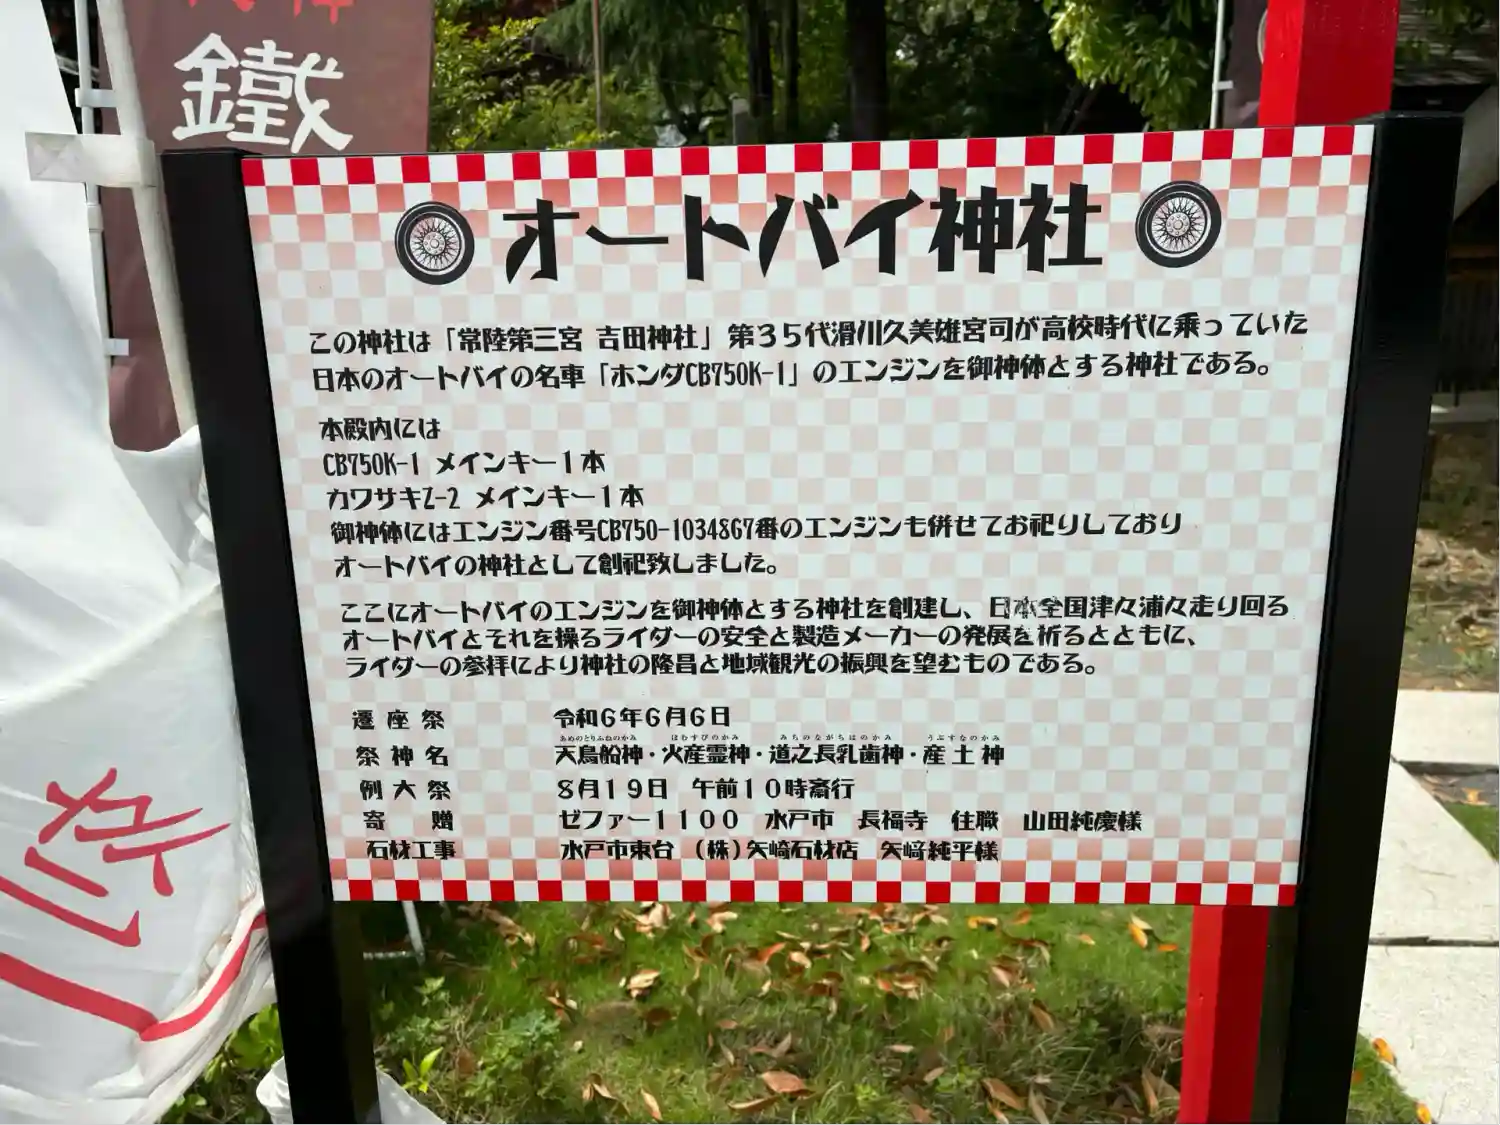 鐵
オートバイ神社
この神社は「常陸第三宮 吉田神社」第３５代滑川久美雄宮司が高校時代に乗っていた
日本のオートバイの名車「ホンダCB750K-1」のエンジンを御神体とする神社である。
本殿内には
CB750K-1 メインキー１本
カワサキZ-2 メインキー１本
御神体にはエンジン番号CB750-1034867番のエンジンも併せてお祀りしており
オートバイの神社として創祀致しました。
ここにオートバイのエンジンを御神体とする神社を創建し、日本全国津々浦々走り回る
オートバイとそれを操るライダーの安全と製造メーカーの発展を祈るとともに、
ライダーの参拝により神社の隆昌と地域観光の振興を望むものである。
遷座祭 令和６年６月６日
あめのとりふねのかみ ほむすびのかみ みちのながちはのかみ うぶすなのかみ
祭神名 天鳥船神・火産霊神・道之長乳歯神・産土神
例大祭 ８月１９日 午前１０時斎行
寄贈 ゼファー１１００ 水戸市 長福寺 住職 山田純慶様
石材工事 水戸市東台 （株）矢﨑石材店 矢﨑純平様